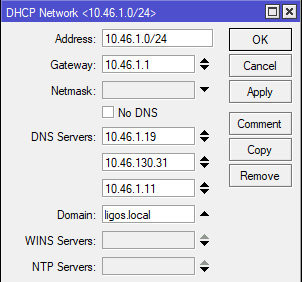 DHCP Network <10.46.1.0/24>
Address: 10.46.1.0/24 OK
Gateway: 10.46.1.1 Cancel
Netmask: Apply
No DNS
Comment
DNS Servers: 10.46.1.19
10.46.130.31 Copy
10.46.1.11 Remove
Domain: ligos.local
WINS Servers:
NTP Servers: